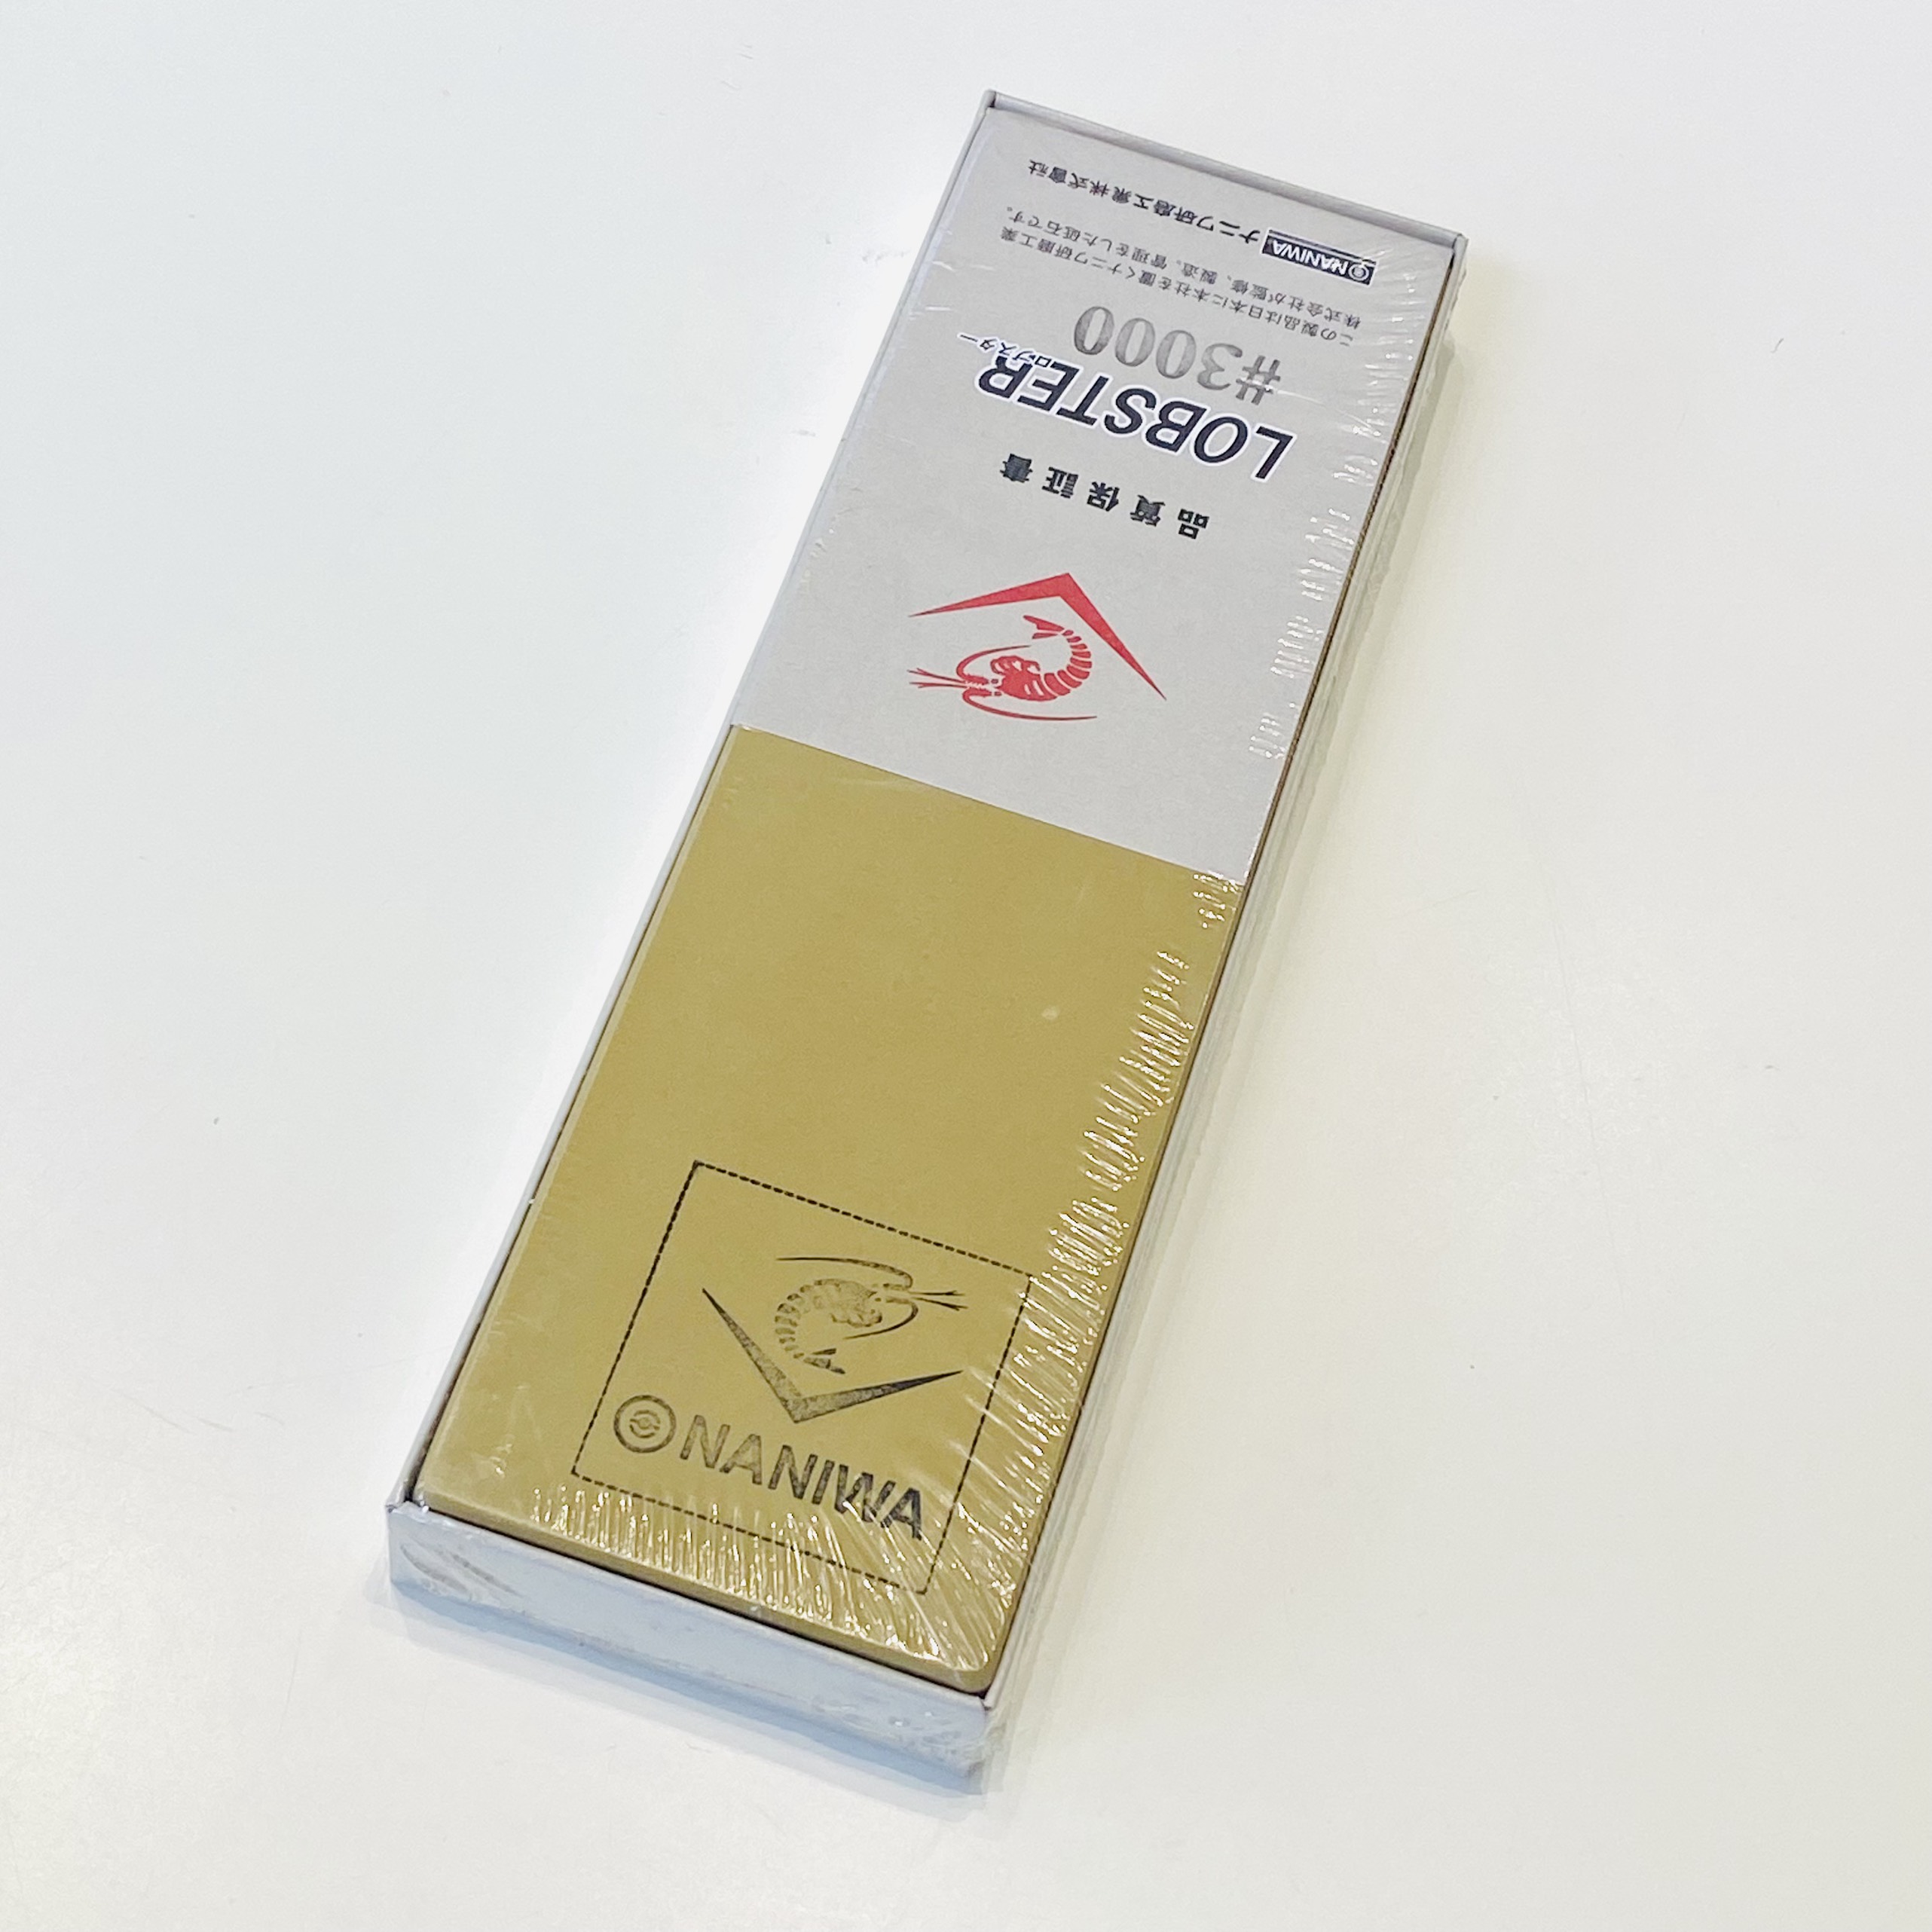 品質保証書
LOBSTER
ロブスター
#3000
この製品は日本に本社を置くナニワ研磨工業
株式会社が監修、製造、管理をした砥石です。
NANIWA ナニワ研磨工業株式會社
NANIWA